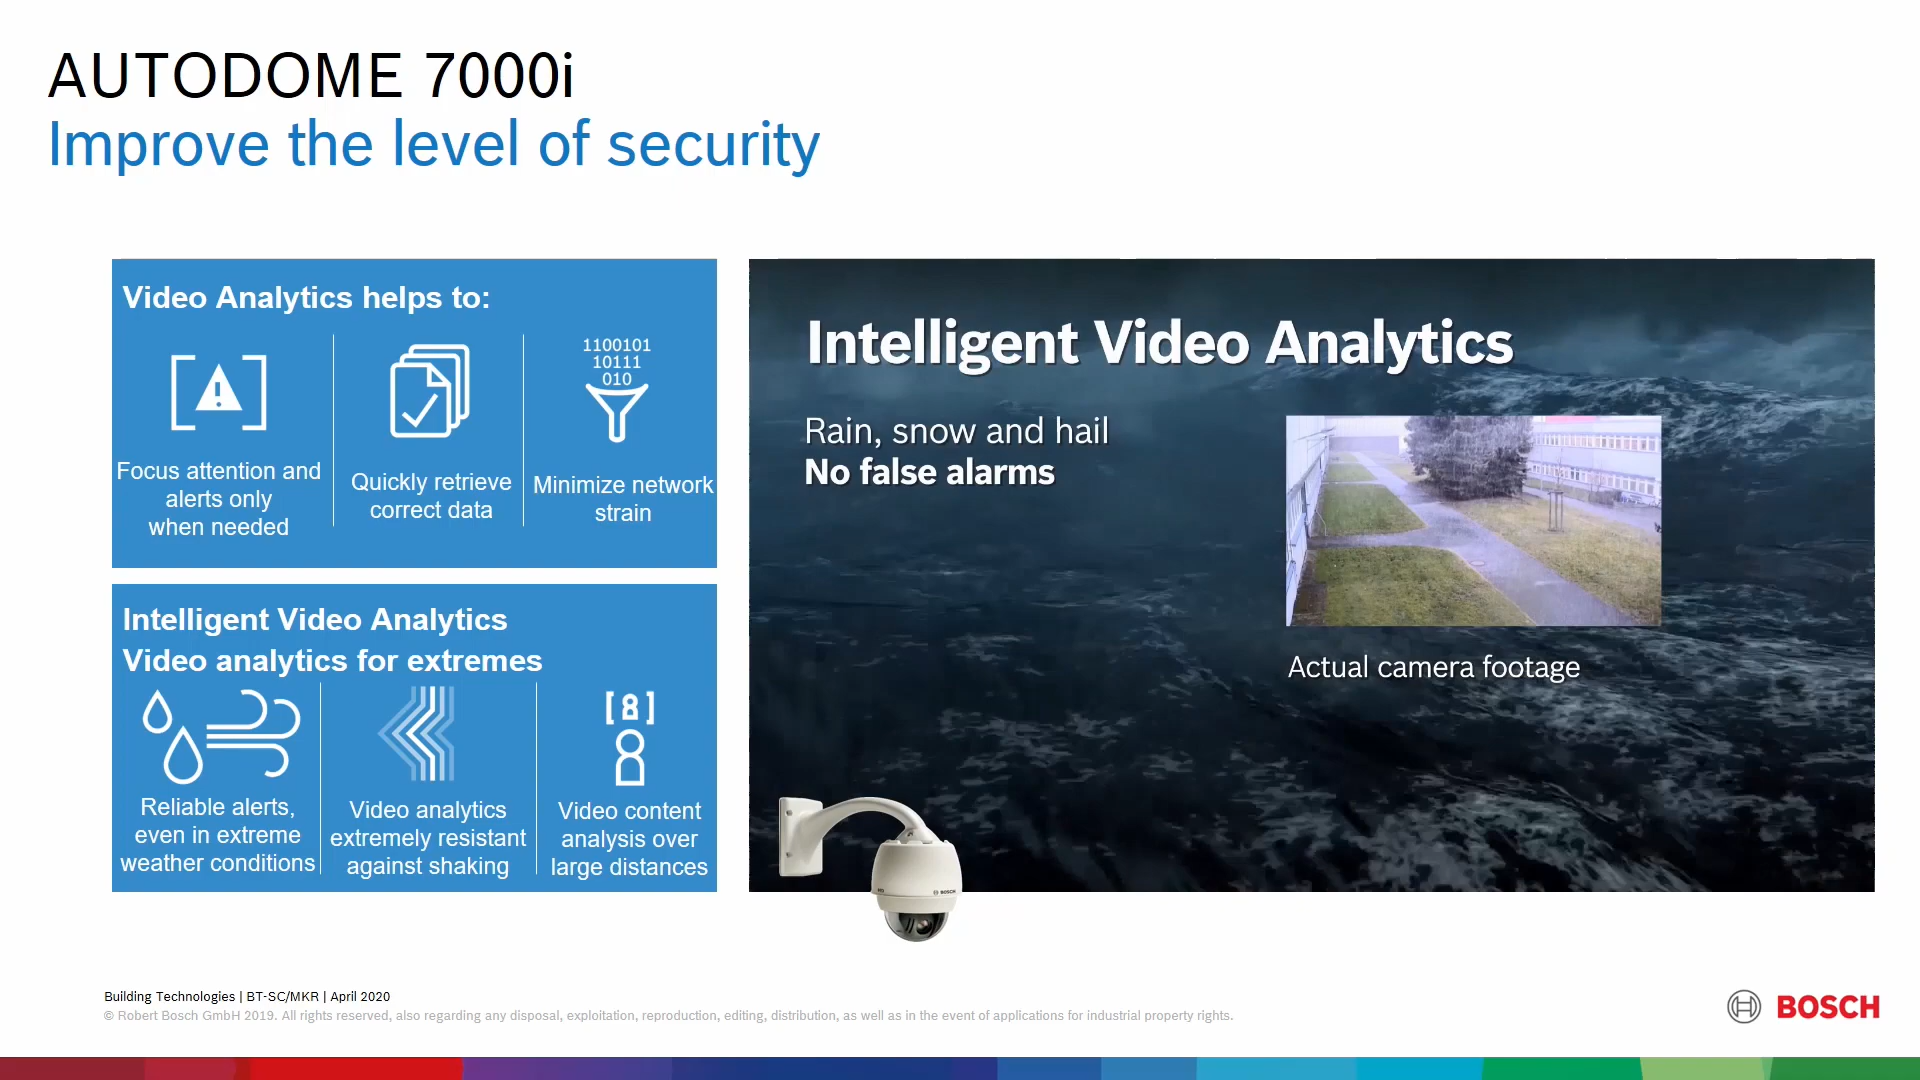 AUTODOME 7000i
Improve the level of security
Video Analytics helps to:
1100101
10111
010
Focus attention and
alerts only
when needed
Quickly retrieve
correct data
Minimize network
strain
Intelligent Video Analytics
Video analytics for extremes
Reliable alerts,
even in extreme
weather conditions
Video analytics
extremely resistant
against shaking
Video content
analysis over
large distances
Intelligent Video Analytics
Rain, snow and hail
No false alarms
Actual camera footage
BOSCH
Building Technologies | BT-SC/MKR | April 2020
© Robert Bosch GmbH 2019. All rights reserved, also regarding any disposal, exploitation, reproduction, editing, distribution, as well as in the event of applications for industrial property rights.
BOSCH